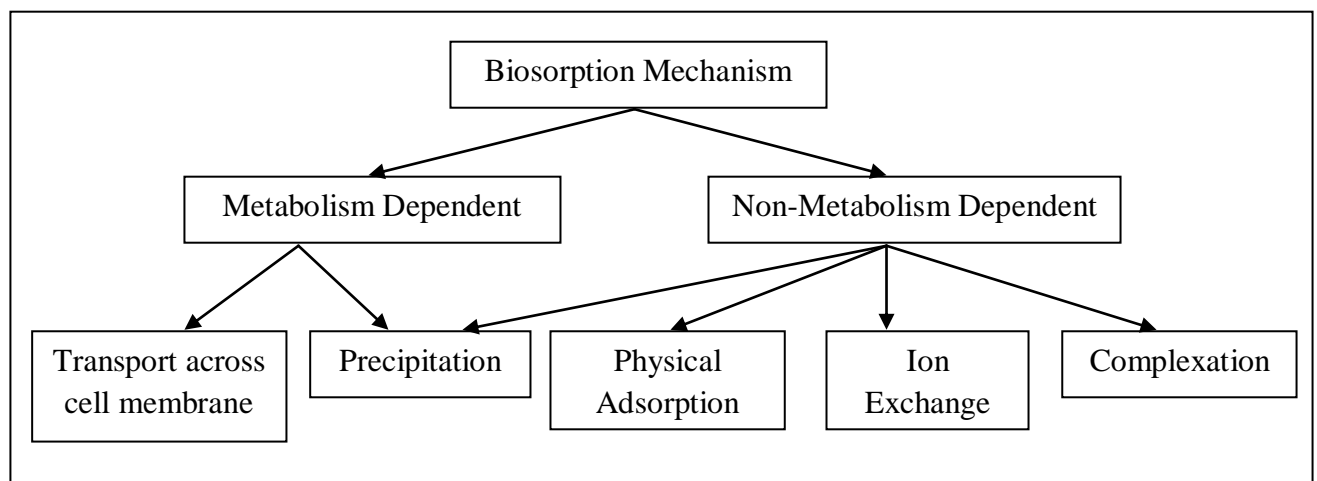 Biosorption Mechanism
Metabolism Dependent
Non-Metabolism Dependent
Transport across
cell membrane
Precipitation
Physical
Adsorption
Ion
Exchange
Complexation